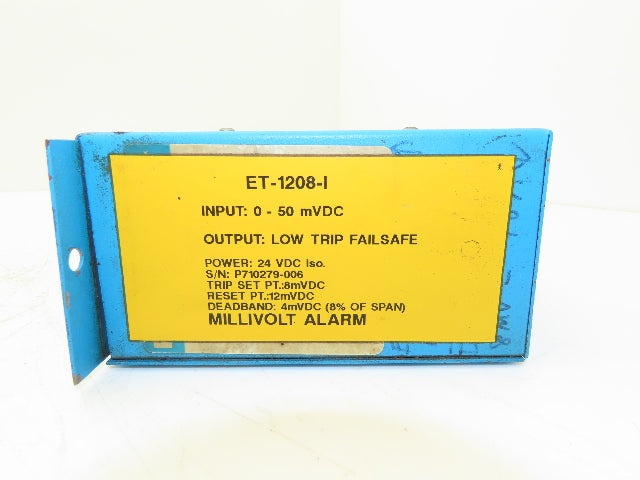 ET-1208-I
INPUT: 0 - 50 mVDC
OUTPUT: LOW TRIP FAILSAFE
POWER: 24 VDC Iso.
S/N: P710279-006
TRIP SET PT.:8mVDC
RESET PT.:12mVDC
DEADBAND: 4mVDC (8% OF SPAN)
MILLIVOLT ALARM
8MV -